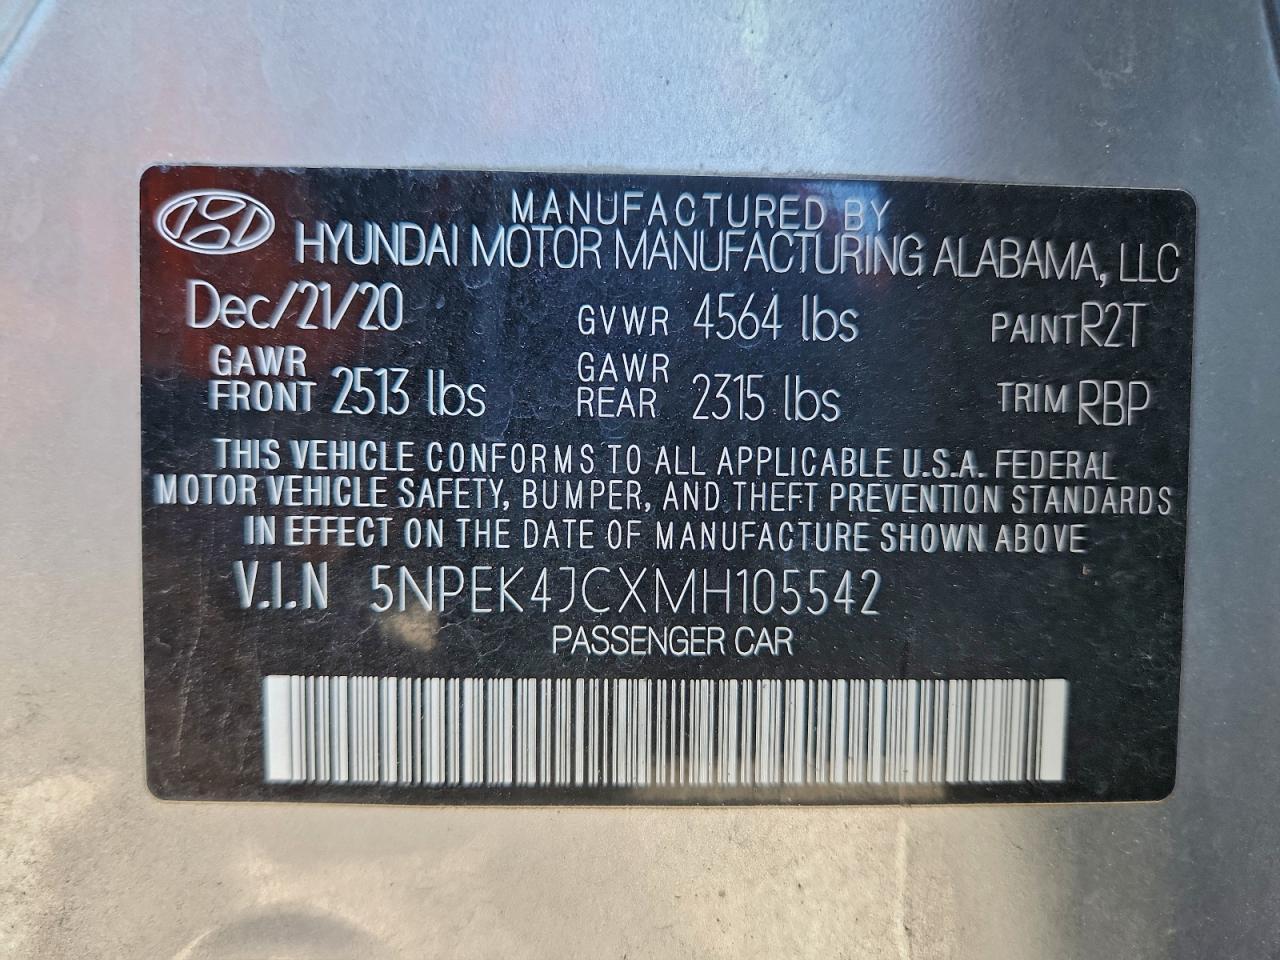 MANUFACTURED BY
HYUNDAI MOTOR MANUFACTURING ALABAMA, LLC
Dec/21/20 GVWR 4564 lbs PAINT R2T
GAWR FRONT 2513 lbs GAWR REAR 2315 lbs TRIM RBP
THIS VEHICLE CONFORMS TO ALL APPLICABLE U.S.A. FEDERAL
MOTOR VEHICLE SAFETY, BUMPER, AND THEFT PREVENTION STANDARDS
IN EFFECT ON THE DATE OF MANUFACTURE SHOWN ABOVE
V.I.N 5NPEK4JCXMH105542
PASSENGER CAR